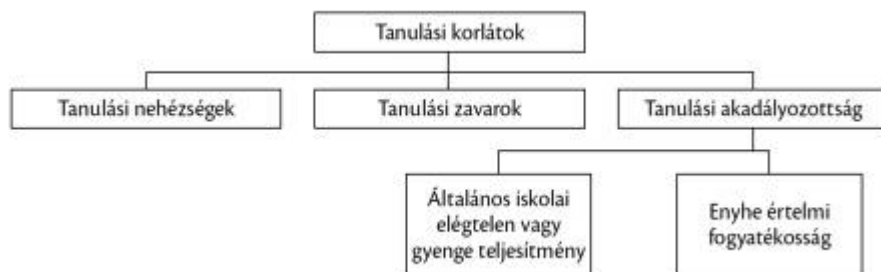 Tanulási korlátok
Tanulási nehézségek
Tanulási zavarok
Tanulási akadályozottság
Általános iskolai
elégtelen vagy
gyenge teljesítmény
Enyhe értelmi
fogyatékosság